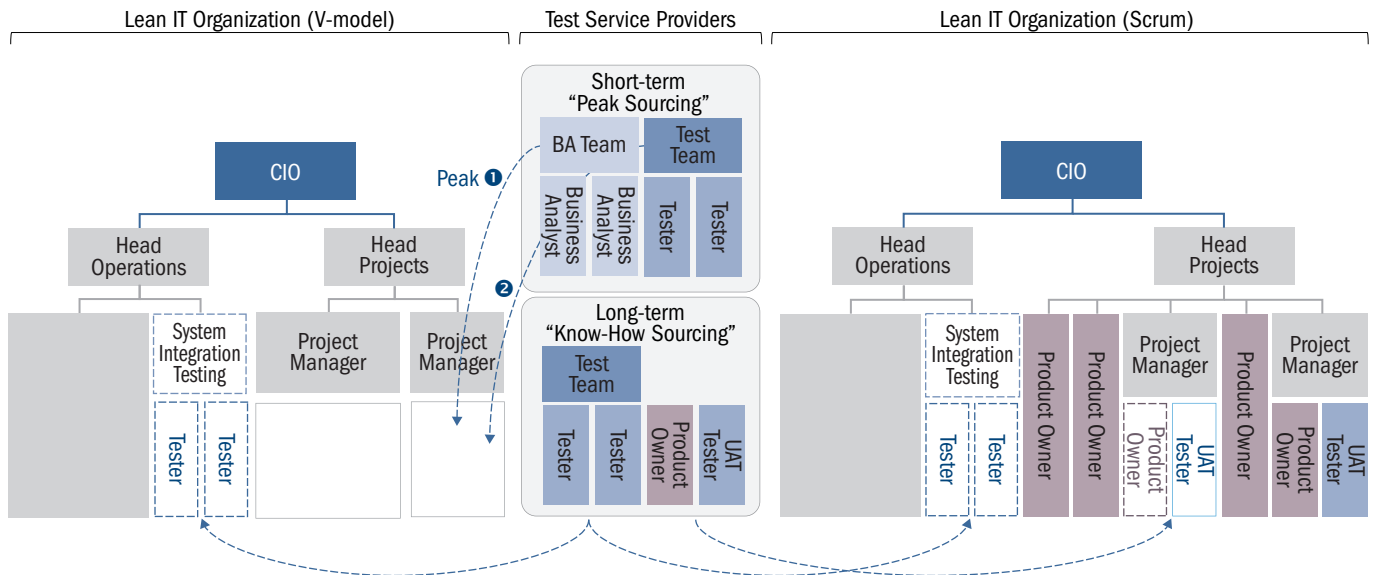 Lean IT Organization (V-model)
Test Service Providers
Lean IT Organization (Scrum)
CIO
Head
Operations
Head
Projects
System
Integration
Testing
Project
Manager
Project
Manager
Tester
Tester
Peak ❶
❷
Short-term
“Peak Sourcing”
BA Team
Test
Team
Business
Analyst
Business
Analyst
Tester
Tester
Long-term
“Know-How Sourcing”
Test
Team
Tester
Tester
Product
Owner
UAT
Tester
CIO
Head
Operations
Head
Projects
System
Integration
Testing
Tester
Tester
Product Owner
Product Owner
Project
Manager
Product
Owner
UAT
Tester
Product Owner
Project
Manager
Product
Owner
UAT
Tester